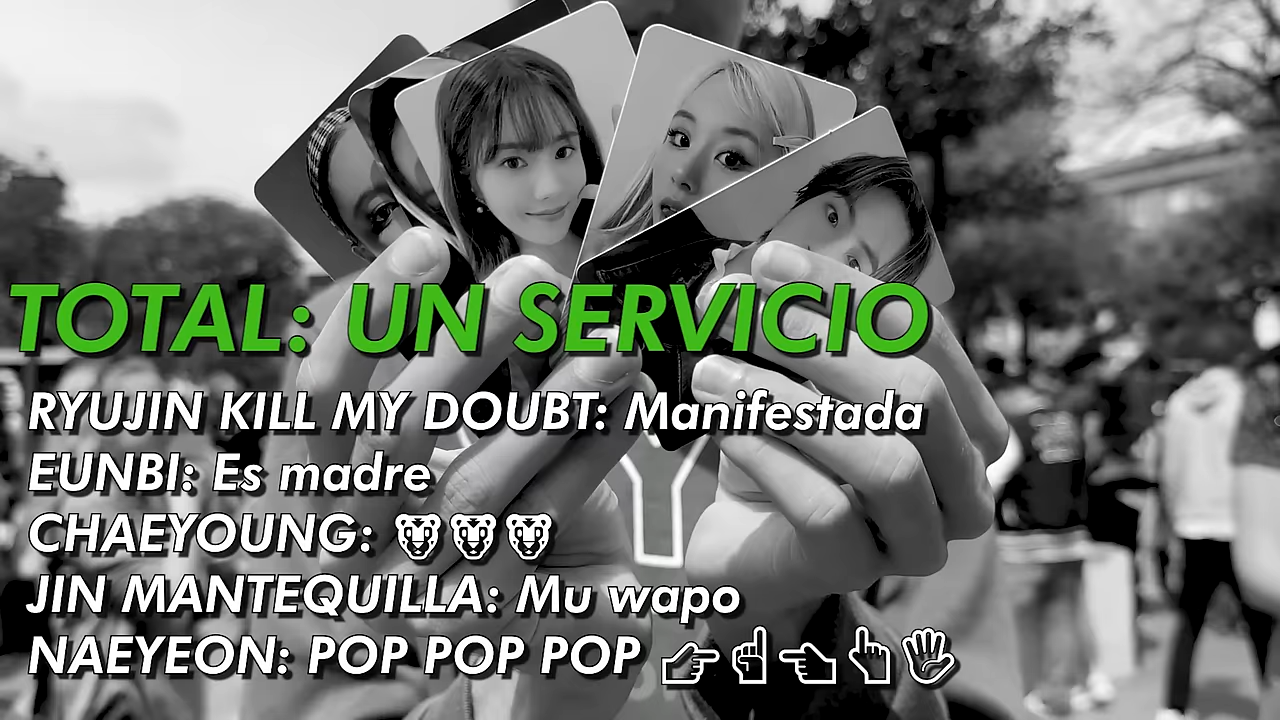 TOTAL: UN SERVICIO
RYUJIN KILL MY DOUBT: Manifestada
EUNBI: Es madre
CHAEYOUNG: 🐯🐯🐯
JIN MANTEQUILLA: Mu wapo
NAEYEON: POP POP POP 👉☝👈👆🖐
Y